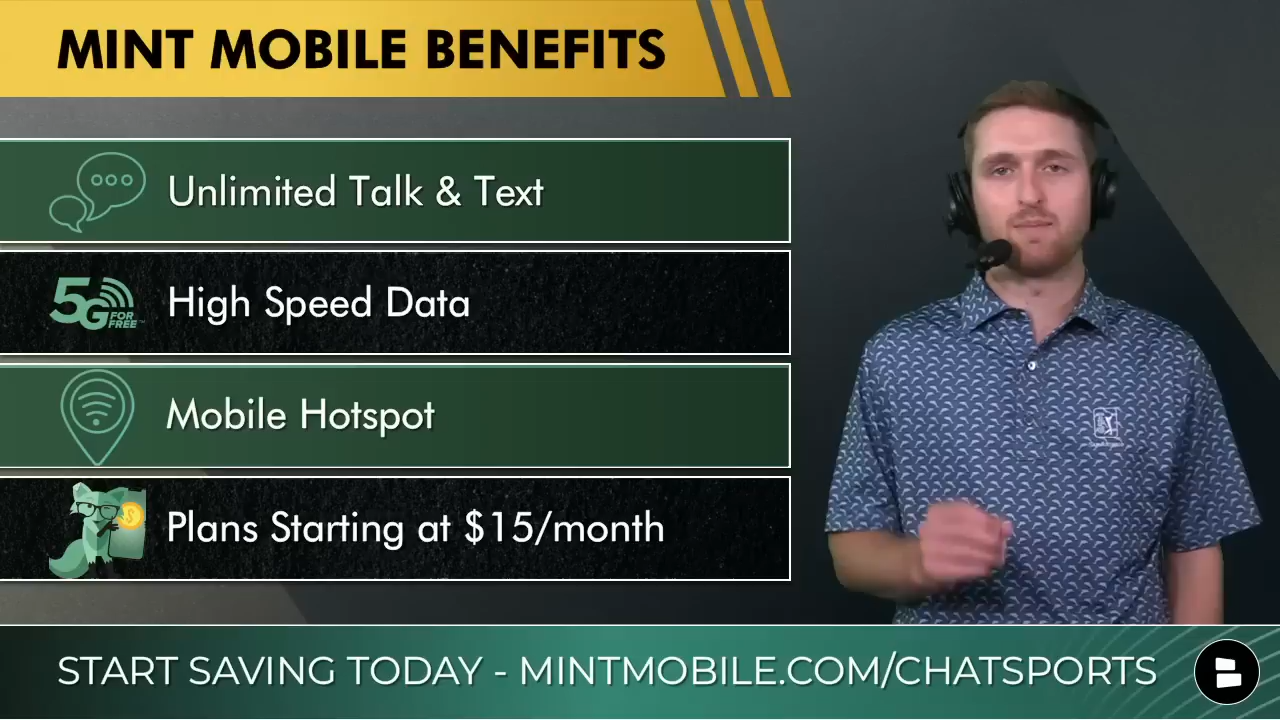 MINT MOBILE BENEFITS
Unlimited Talk & Text
5G FOR FREE™
High Speed Data
Mobile Hotspot
Plans Starting at $15/month
START SAVING TODAY - MINTMOBILE.COM/CHATSPORTS